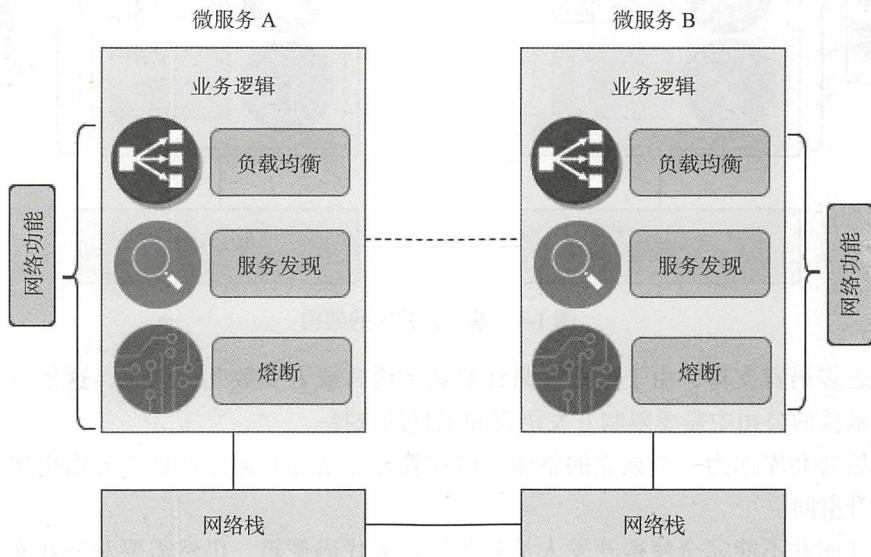 微服务 A
微服务 B
业务逻辑
业务逻辑
网络功能
负载均衡
服务发现
熔断
负载均衡
服务发现
熔断
网络功能
网络栈
网络栈